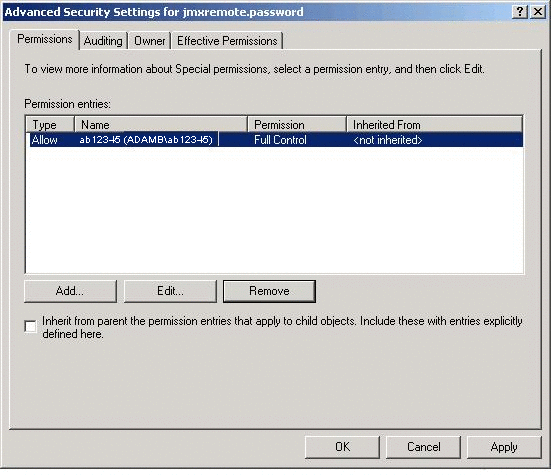 Advanced Security Settings for jmxremote.password
Permissions Auditing Owner Effective Permissions
To view more information about Special permissions, select a permission entry, and then click Edit.
Permission entries:
Type Name Permission Inherited From
Allow ab123-l5 (ADAMB\ab123-l5) Full Control <not inherited>
Add... Edit... Remove
Inherit from parent the permission entries that apply to child objects. Include these with entries explicitly
defined here.
OK Cancel Apply